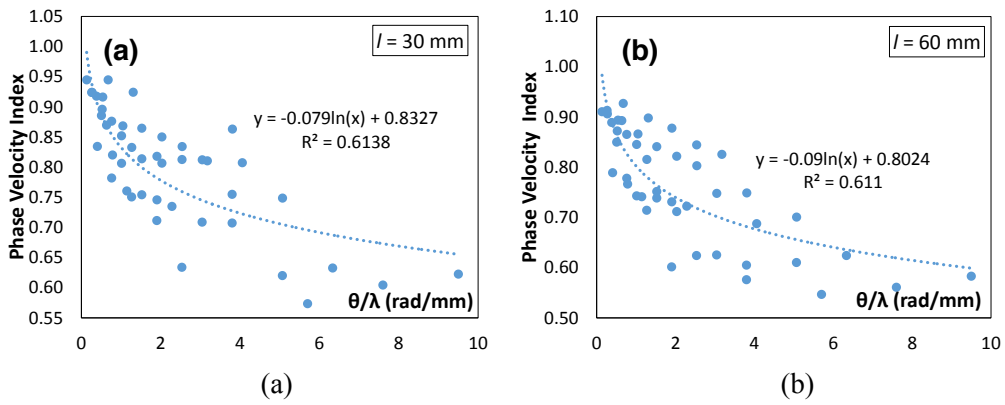 1.05
1.00
0.95
0.90
0.85
0.80
0.75
0.70
0.65
0.60
0.55
Phase Velocity Index
(a)
l = 30 mm
y = -0.079ln(x) + 0.8327
R² = 0.6138
θ/λ (rad/mm)
0 2 4 6 8 10
(a)
1.10
1.00
0.90
0.80
0.70
0.60
0.50
Phase Velocity Index
(b)
l = 60 mm
y = -0.09ln(x) + 0.8024
R² = 0.611
θ/λ (rad/mm)
0 2 4 6 8 10
(b)